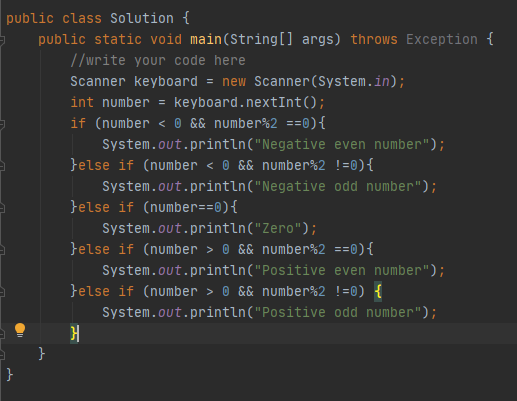 public class Solution {
    public static void main(String[] args) throws Exception {
        //write your code here
        Scanner keyboard = new Scanner(System.in);
        int number = keyboard.nextInt();
        if (number < 0 && number%2 ==0){
            System.out.println("Negative even number");
        }else if (number < 0 && number%2 !=0){
            System.out.println("Negative odd number");
        }else if (number==0){
            System.out.println("Zero");
        }else if (number > 0 && number%2 ==0){
            System.out.println("Positive even number");
        }else if (number > 0 && number%2 !=0) {
            System.out.println("Positive odd number");
        }
    }
}